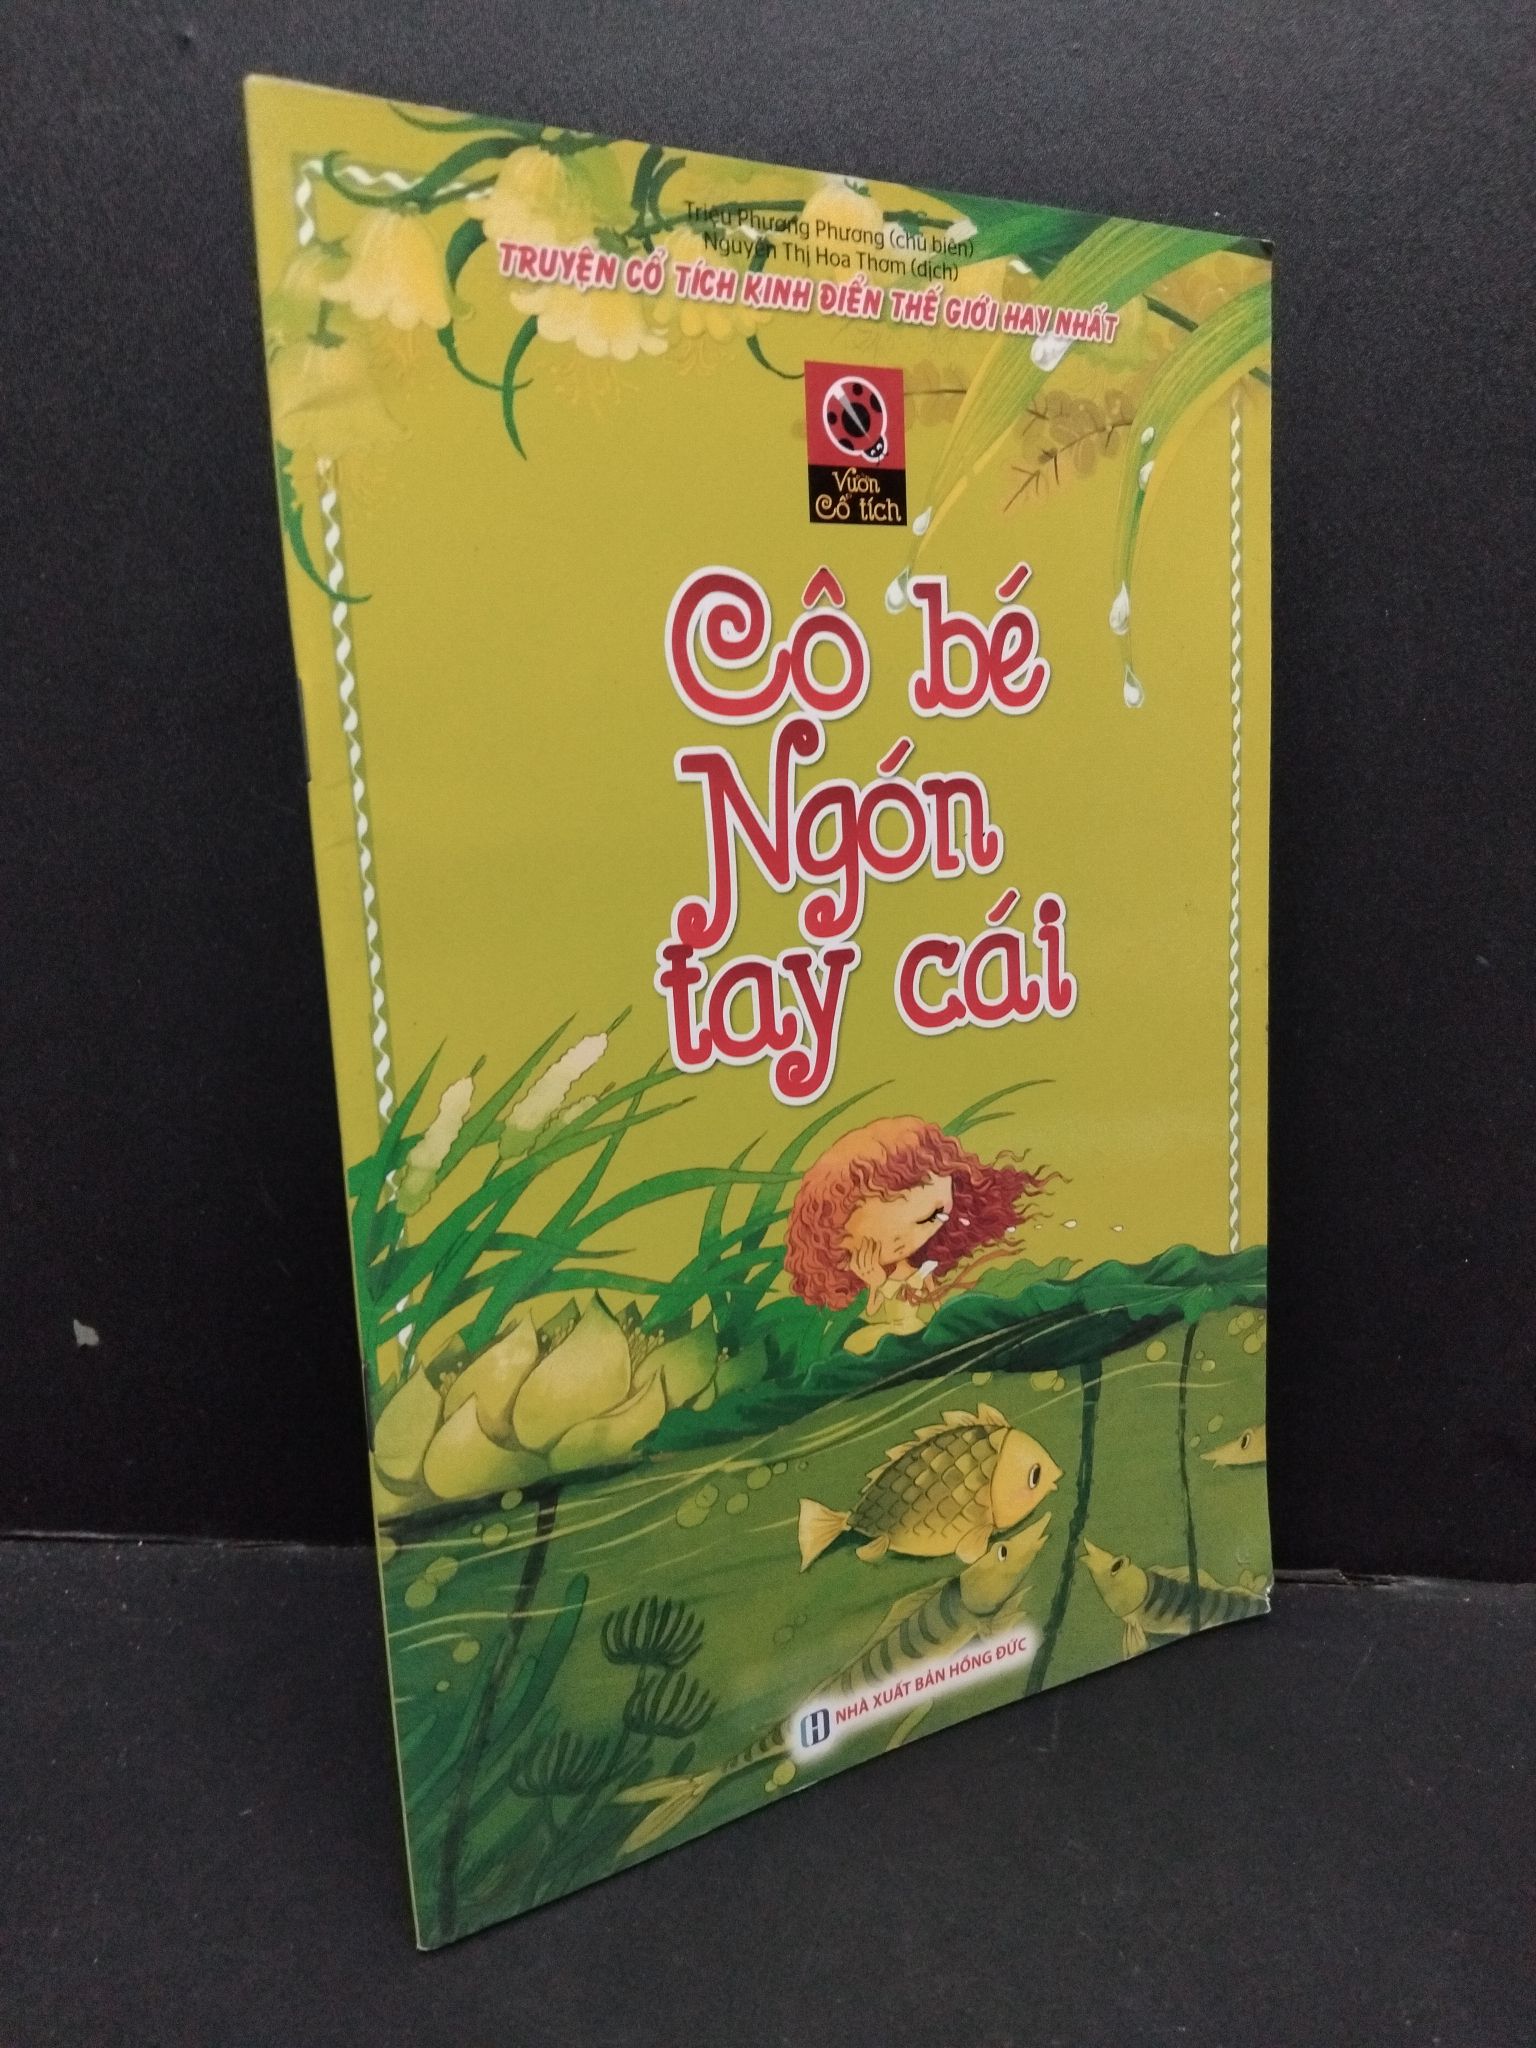 Triệu Phương Phương (chủ biên)
Nguyễn Thị Hoa Thơm (dịch)
TRUYỆN CỔ TÍCH KINH ĐIỂN THẾ GIỚI HAY NHẤT
Vườn
Cổ tích
Cô bé
Ngón
tay cái
NHÀ XUẤT BẢN HỒNG ĐỨC